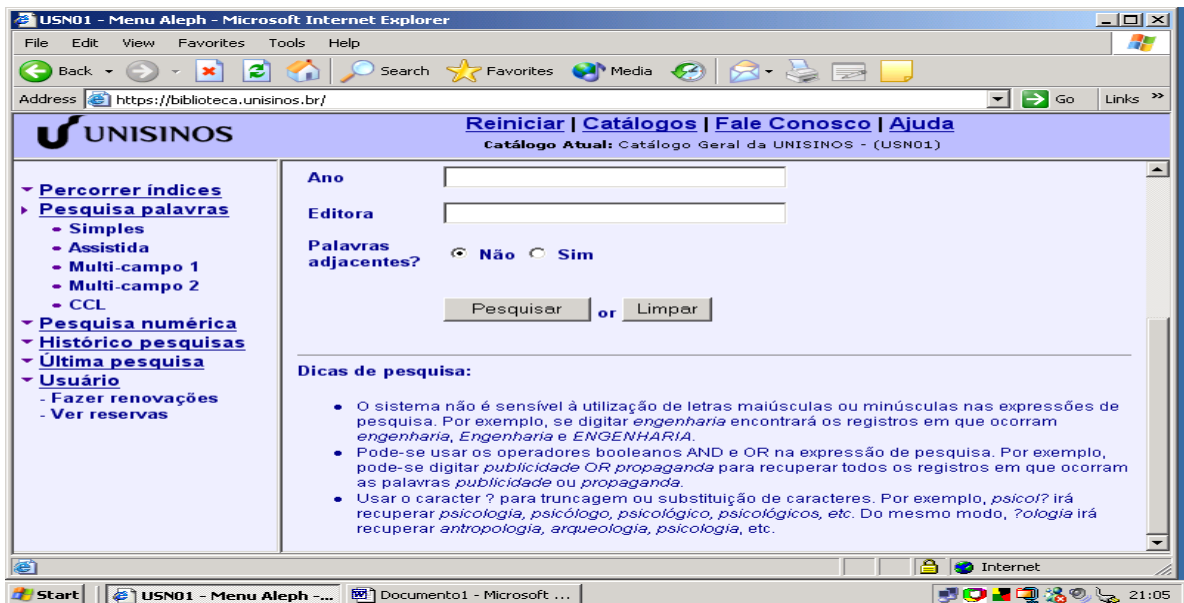 USN01 - Menu Aleph - Microsoft Internet Explorer
File Edit View Favorites Tools Help
Back Search Favorites Media
Address https://biblioteca.unisinos.br/ Go Links »
UNISINOS
Reiniciar | Catálogos | Fale Conosco | Ajuda
Catálogo Atual: Catálogo Geral da UNISINOS - (USN01)
Percorrer índices
Pesquisa palavras
• Simples
• Assistida
• Multi-campo 1
• Multi-campo 2
• CCL
Pesquisa numérica
Histórico pesquisas
Última pesquisa
Usuário
- Fazer renovações
- Ver reservas
Ano
Editora
Palavras
adjacentes? Não Sim
Pesquisar or Limpar
Dicas de pesquisa:
• O sistema não é sensível à utilização de letras maiúsculas ou minúsculas nas expressões de
pesquisa. Por exemplo, se digitar engenharia encontrará os registros em que ocorram
engenharia, Engenharia e ENGENHARIA.
• Pode-se usar os operadores booleanos AND e OR na expressão de pesquisa. Por exemplo,
pode-se digitar publicidade OR propaganda para recuperar todos os registros em que ocorram
as palavras publicidade ou propaganda.
• Usar o caracter ? para truncagem ou substituição de caracteres. Por exemplo, psicol? irá
recuperar psicologia, psicólogo, psicológico, psicológicos, etc. Do mesmo modo, ?ologia irá
recuperar antropologia, arqueologia, psicologia, etc.
Internet
Start USN01 - Menu Aleph -... Documento1 - Microsoft ... 21:05